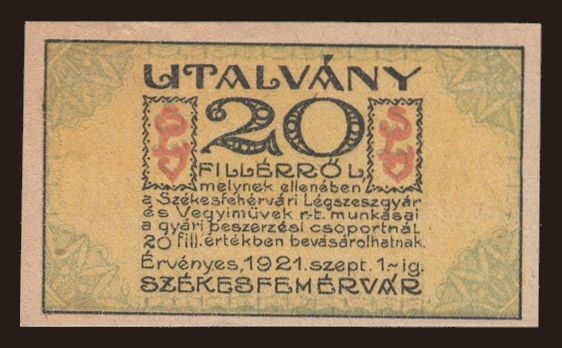 UTALVÁNY
20
FILLÉRRŐL,
melynek ellenében
a Székesfehérvári Légszeszgyár
és Vegyiművek r-t. munkásai
a gyári beszerzési csoportnál
20 fill. értékben bevásárolhatnak.
Érvényes, 1921. szept. 1-ig.
SZÉKESFEHÉRVÁR